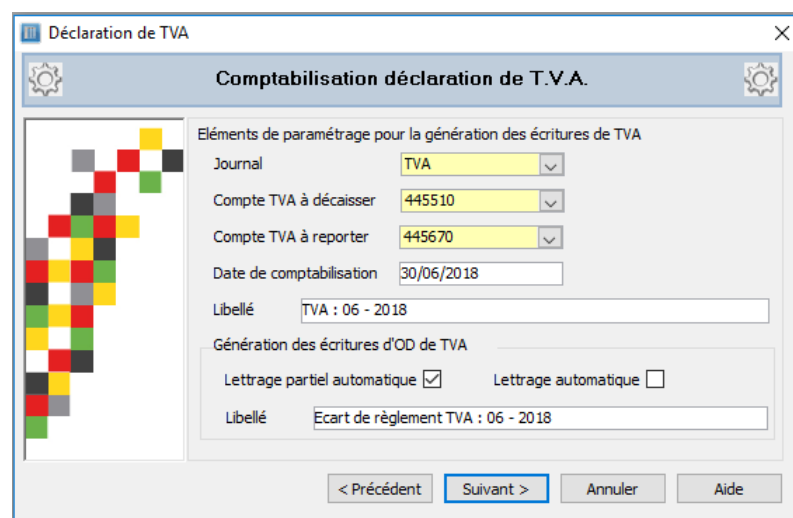 Déclaration de TVA
Comptabilisation déclaration de T.V.A.
Eléments de paramétrage pour la génération des écritures de TVA
Journal TVA
Compte TVA à décaisser 445510
Compte TVA à reporter 445670
Date de comptabilisation 30/06/2018
Libellé TVA : 06 - 2018
Génération des écritures d'OD de TVA
Lettrage partiel automatique Lettrage automatique
Libellé Ecart de règlement TVA : 06 - 2018
< Précédent Suivant > Annuler Aide